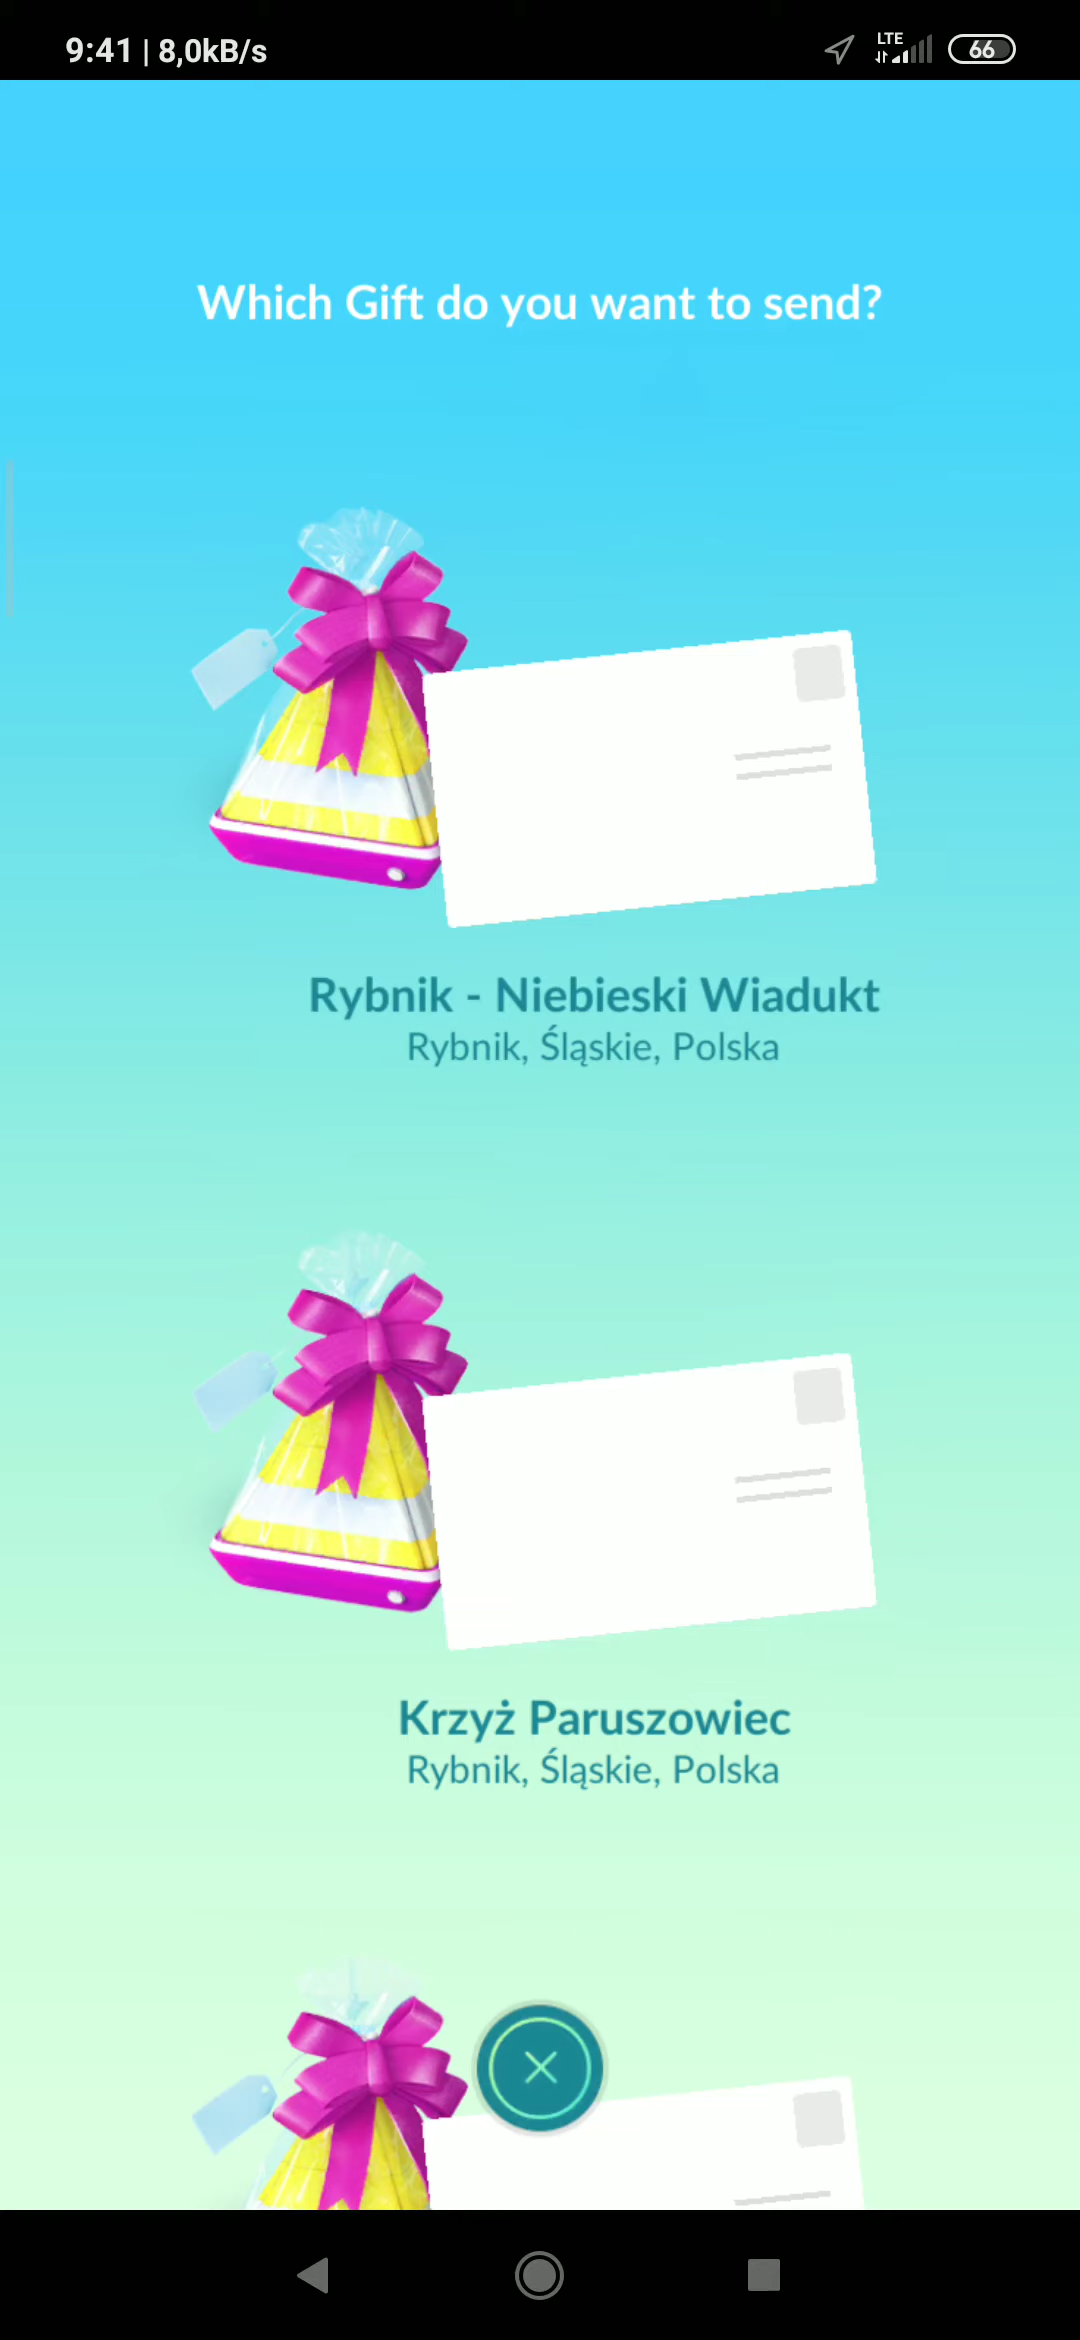 9:41 | 8,0kB/s
LTE
66
Which Gift do you want to send?
Rybnik - Niebieski Wiadukt
Rybnik, Śląskie, Polska
Krzyż Paruszowiec
Rybnik, Śląskie, Polska